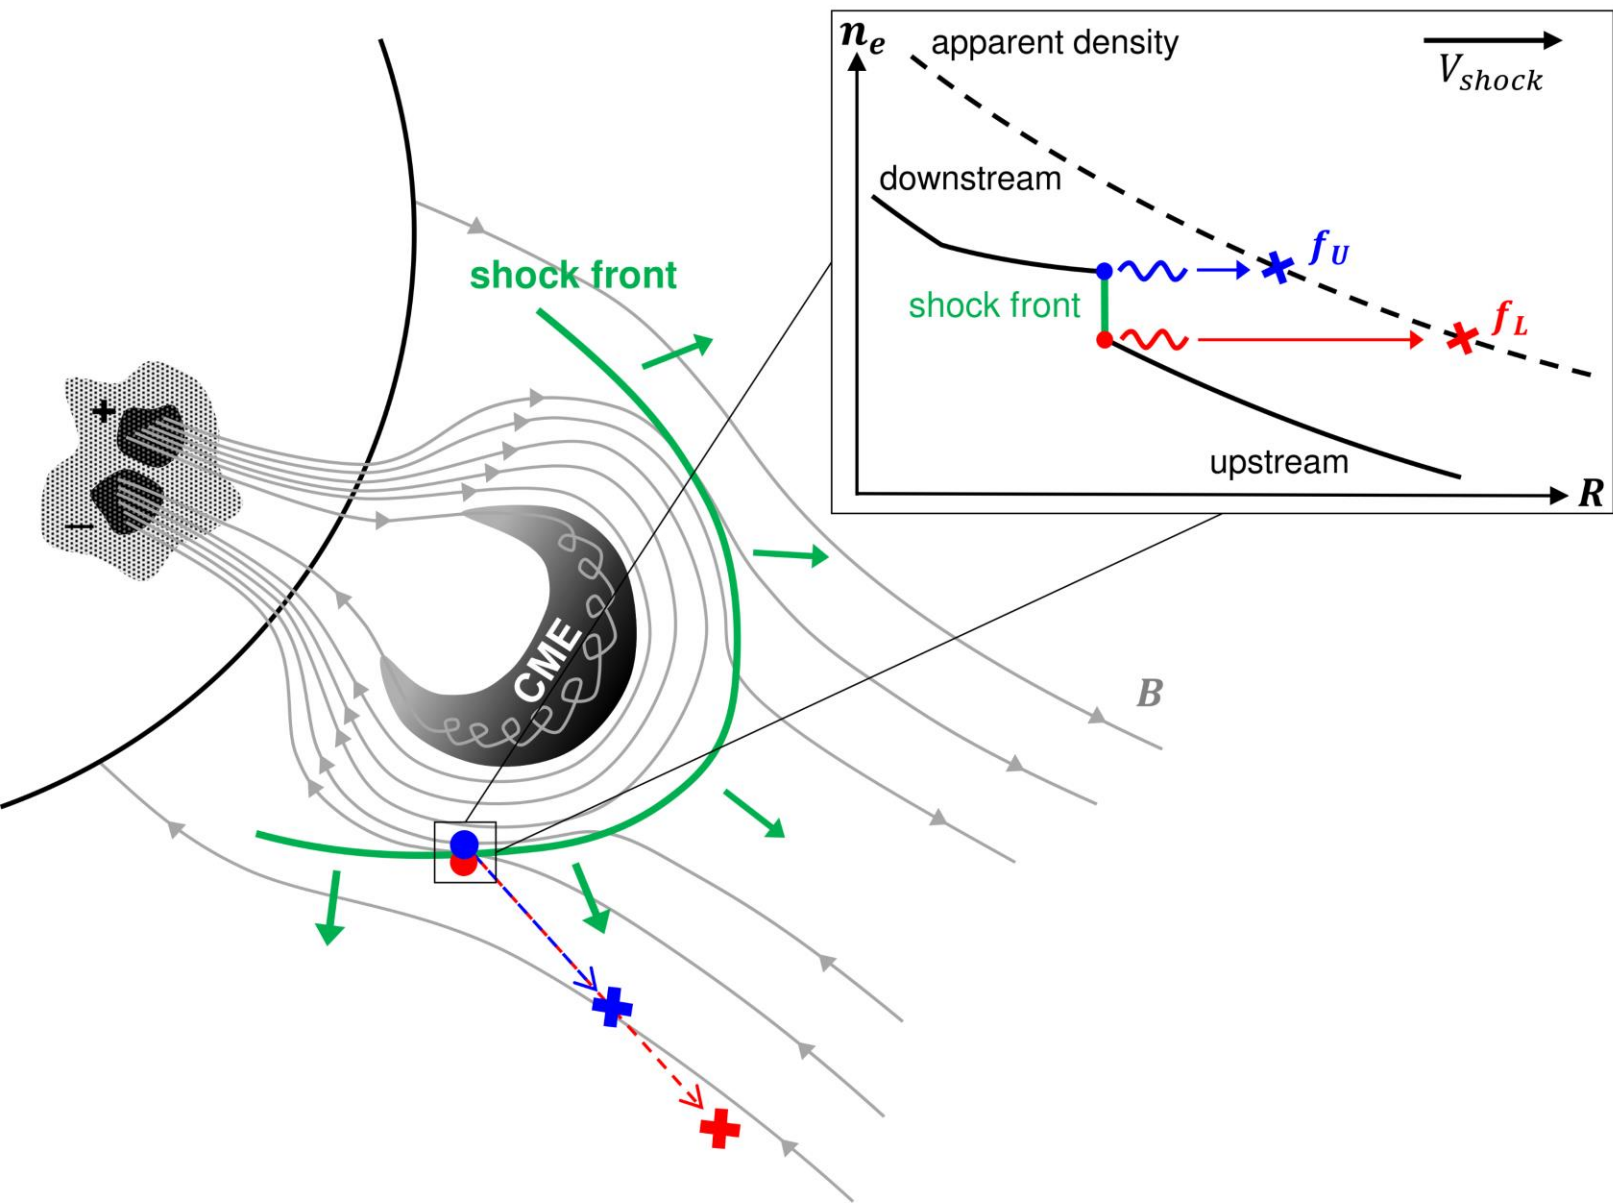 n_e
apparent density
V_shock
downstream
f_U
shock front
f_L
upstream
R
shock front
+
−
CME
B